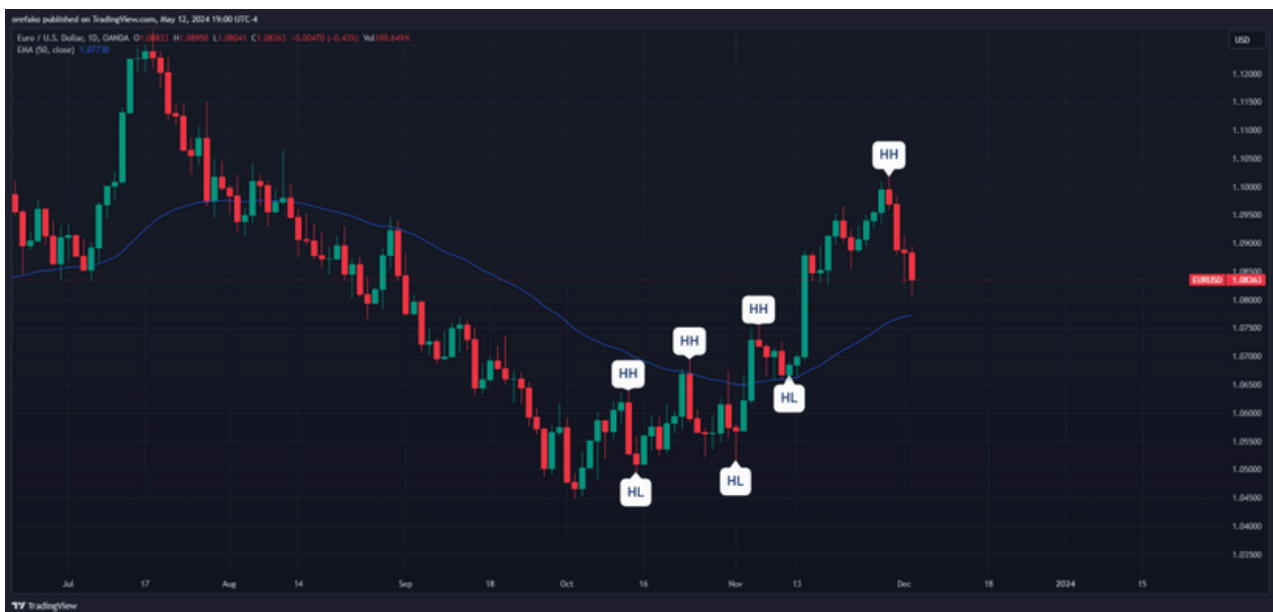 orefako published on TradingView.com, May 12, 2024 19:00 UTC-4
Euro / U.S. Dollar, 1D, OANDA O1.08833 H1.08950 L1.08041 C1.08363 -0.00470 (-0.43%) Vol100.649K
EMA (50, close) 1.07730
USD
1.12000
1.11500
1.11000
HH
1.10500
1.10000
1.09500
1.09000
1.08500
EURUSD 1.08363
1.08000
HH
1.07500
HH
1.07000
HH
1.06500
HL
1.06000
1.05500
HL
1.05000
HL
1.04500
1.04000
1.03500
Jul 17 Aug 14 Sep 18 Oct 16 Nov 13 Dec 18 2024 15
TradingView